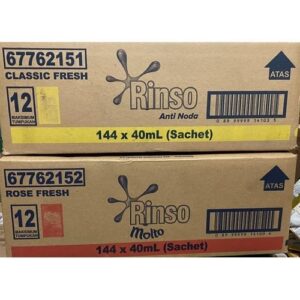 67762151
CLASSIC FRESH
ATAS
12
MAKSIMUM
TUMPUKAN
Rinso
Anti Noda
144 x 40mL (Sachet)
67762152
ROSE FRESH
ATAS
12
MAKSIMUM
TUMPUKAN
Rinso
Molto
144 x 40mL (Sachet)